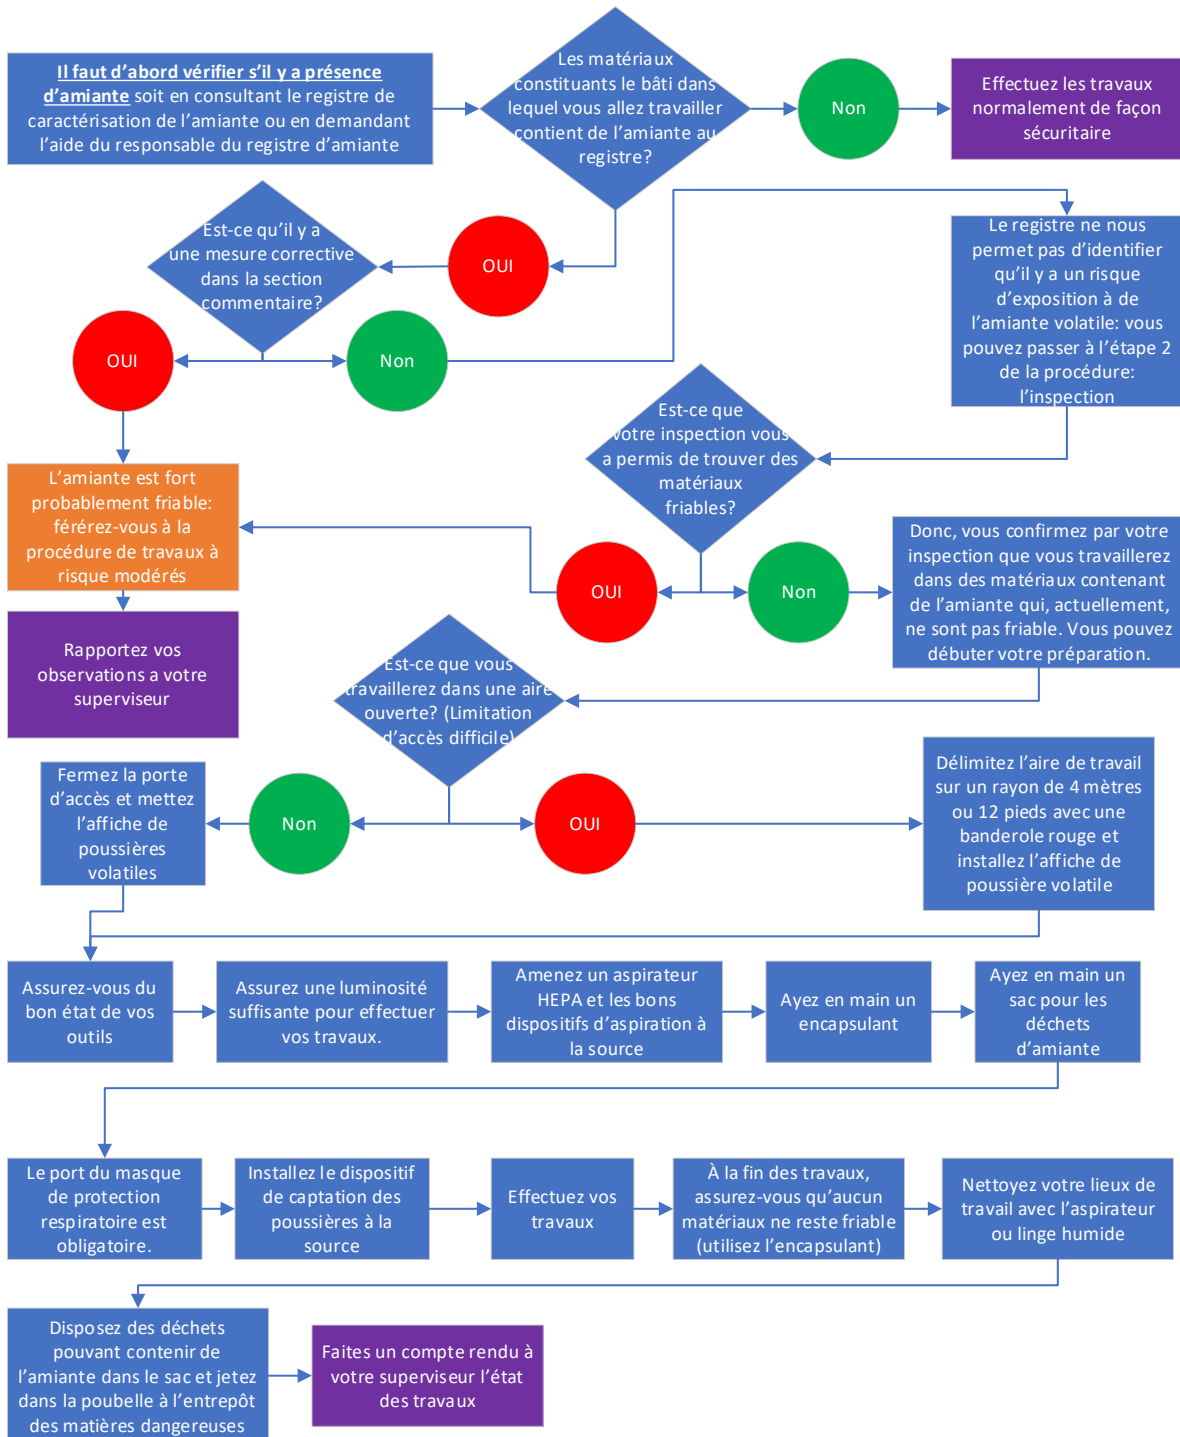 Il faut d'abord vérifier s'il y a présence
d'amiante soit en consultant le registre de
caractérisation de l'amiante ou en demandant
l'aide du responsable du registre d'amiante
Les matériaux
constituants le bâti dans
lequel vous allez travailler
contient de l'amiante au
registre?
Non
Effectuez les travaux
normalement de façon
sécuritaire
Est-ce qu'il y a
une mesure corrective
dans la section
commentaire?
OUI
Le registre ne nous
permet pas d'identifier
qu'il y a un risque
d'exposition à de
l'amiante volatile: vous
pouvez passer à l'étape 2
de la procédure:
l'inspection
OUI
Non
Est-ce que
votre inspection vous
a permis de trouver des
matériaux
friables?
L'amiante est fort
probablement friable:
férérez-vous à la
procédure de travaux à
risque modérés
OUI
Non
Donc, vous confirmez par votre
inspection que vous travaillerez
dans des matériaux contenant
de l'amiante qui, actuellement,
ne sont pas friable. Vous pouvez
débuter votre préparation.
Rapportez vos
observations a votre
superviseur
Est-ce que vous
travaillerez dans une aire
ouverte? (Limitation
d'accès difficile)
Fermez la porte
d'accès et mettez
l'affiche de
poussières
volatiles
Non
OUI
Délimitez l'aire de travail
sur un rayon de 4 mètres
ou 12 pieds avec une
banderole rouge et
installez l'affiche de
poussière volatile
Assurez-vous du
bon état de vos
outils
Assurez une luminosité
suffisante pour effectuer
vos travaux.
Amenez un aspirateur
HEPA et les bons
dispositifs d'aspiration à
la source
Ayez en main un
encapsulant
Ayez en main un
sac pour les
déchets
d'amiante
Le port du masque
de protection
respiratoire est
obligatoire.
Installez le dispositif
de captation des
poussières à la
source
Effectuez vos
travaux
À la fin des travaux,
assurez-vous qu'aucun
matériaux ne reste friable
(utilisez l'encapsulant)
Nettoyez votre lieux de
travail avec l'aspirateur
ou linge humide
Disposez des déchets
pouvant contenir de
l'amiante dans le sac et jetez
dans la poubelle à l'entrepôt
des matières dangereuses
Faites un compte rendu à
votre superviseur l'état
des travaux